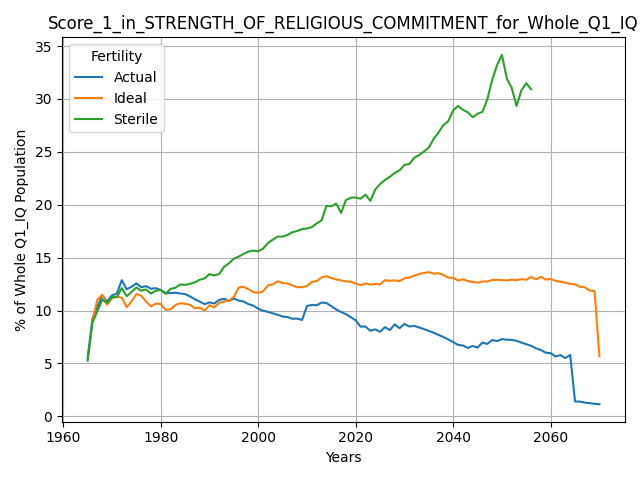 Score_1_in_STRENGTH_OF_RELIGIOUS_COMMITMENT_for_Whole_Q1_IQ
Fertility
Actual
Ideal
Sterile
% of Whole Q1_IQ Population
35
30
25
20
15
10
5
0
1960 1980 2000 2020 2040 2060
Years